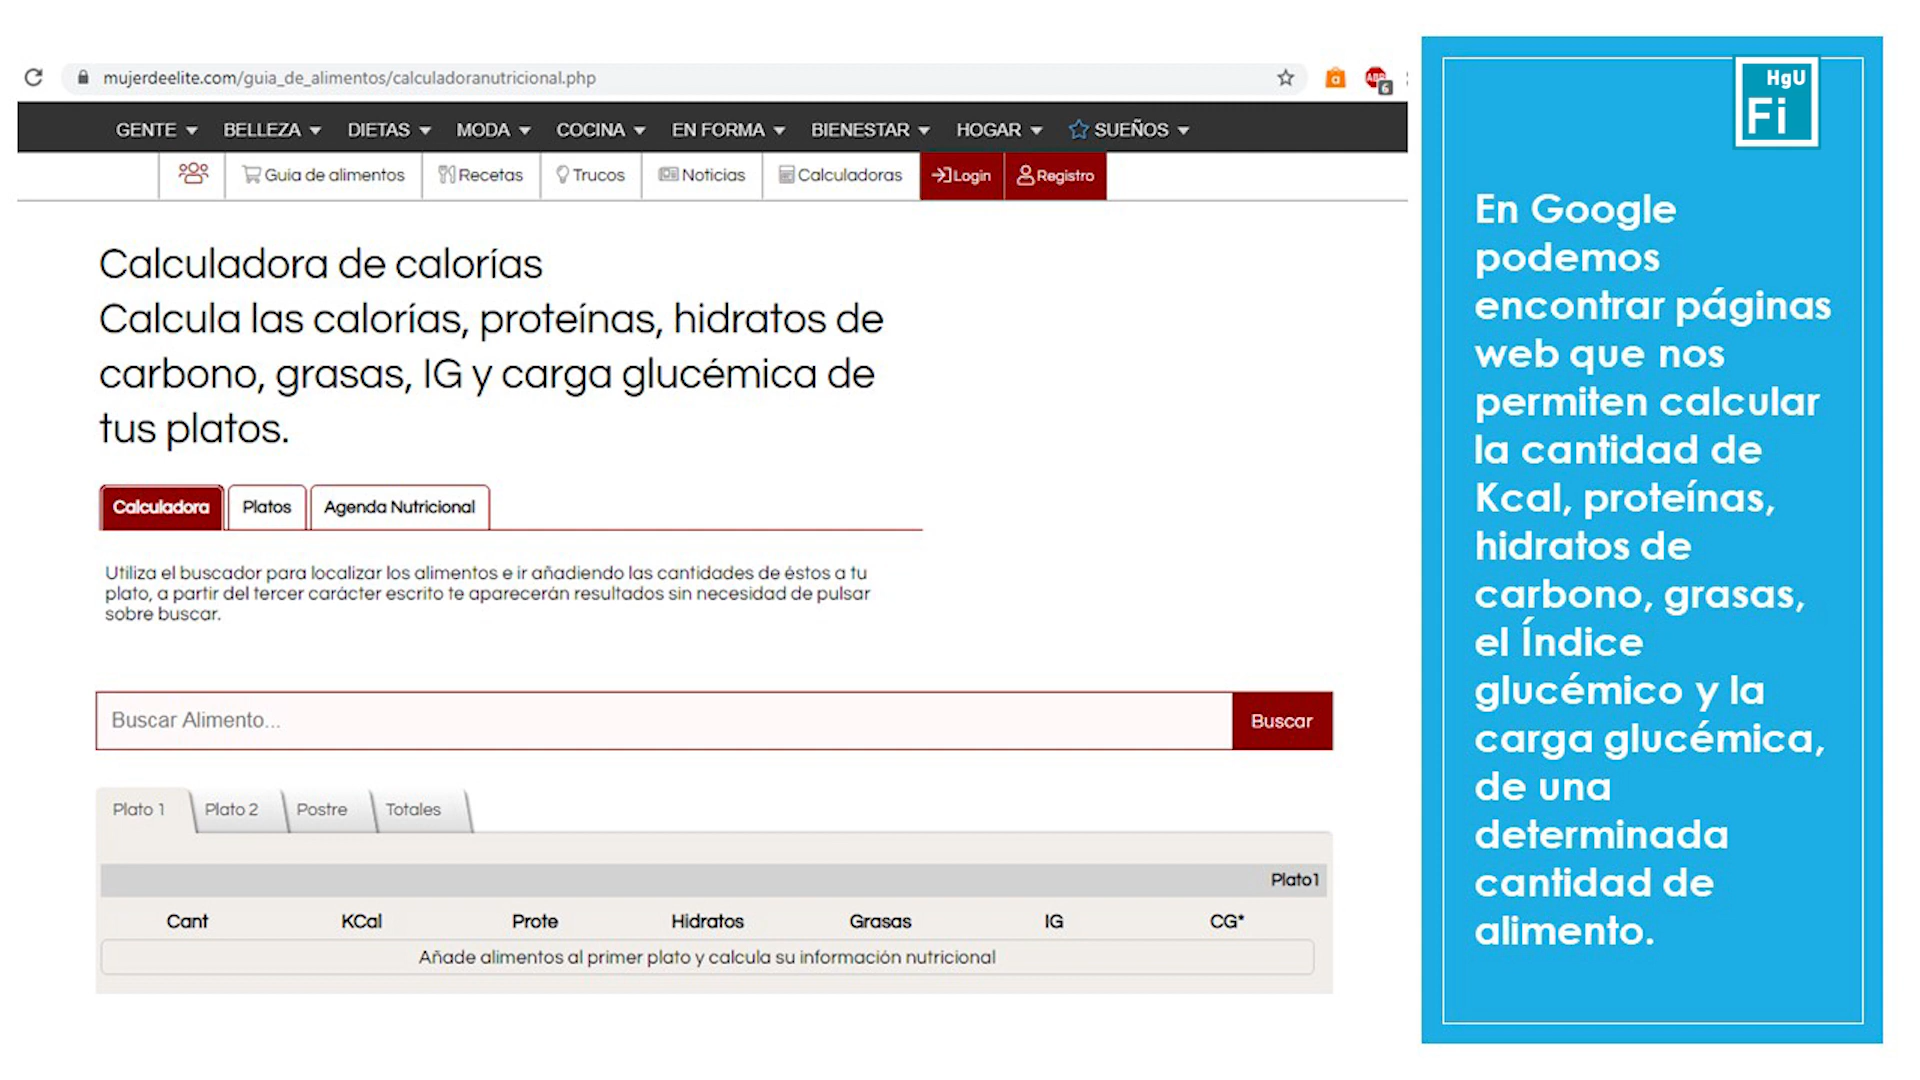 mujerdeelite.com/guia_de_alimentos/calculadoranutricional.php
ABP
6
GENTE BELLEZA DIETAS MODA COCINA EN FORMA BIENESTAR HOGAR SUEÑOS
Guia de alimentos Recetas Trucos Noticias Calculadoras Login Registro
Calculadora de calorías
Calcula las calorías, proteínas, hidratos de
carbono, grasas, IG y carga glucémica de
tus platos.
Calculadora Platos Agenda Nutricional
Utiliza el buscador para localizar los alimentos e ir añadiendo las cantidades de éstos a tu
plato, a partir del tercer carácter escrito te aparecerán resultados sin necesidad de pulsar
sobre buscar.
Buscar Alimento... Buscar
Plato 1 Plato 2 Postre Totales
Plato1
Cant KCal Prote Hidratos Grasas IG CG*
Añade alimentos al primer plato y calcula su información nutricional
HgU
Fi
En Google
podemos
encontrar páginas
web que nos
permiten calcular
la cantidad de
Kcal, proteínas,
hidratos de
carbono, grasas,
el Índice
glucémico y la
carga glucémica,
de una
determinada
cantidad de
alimento.